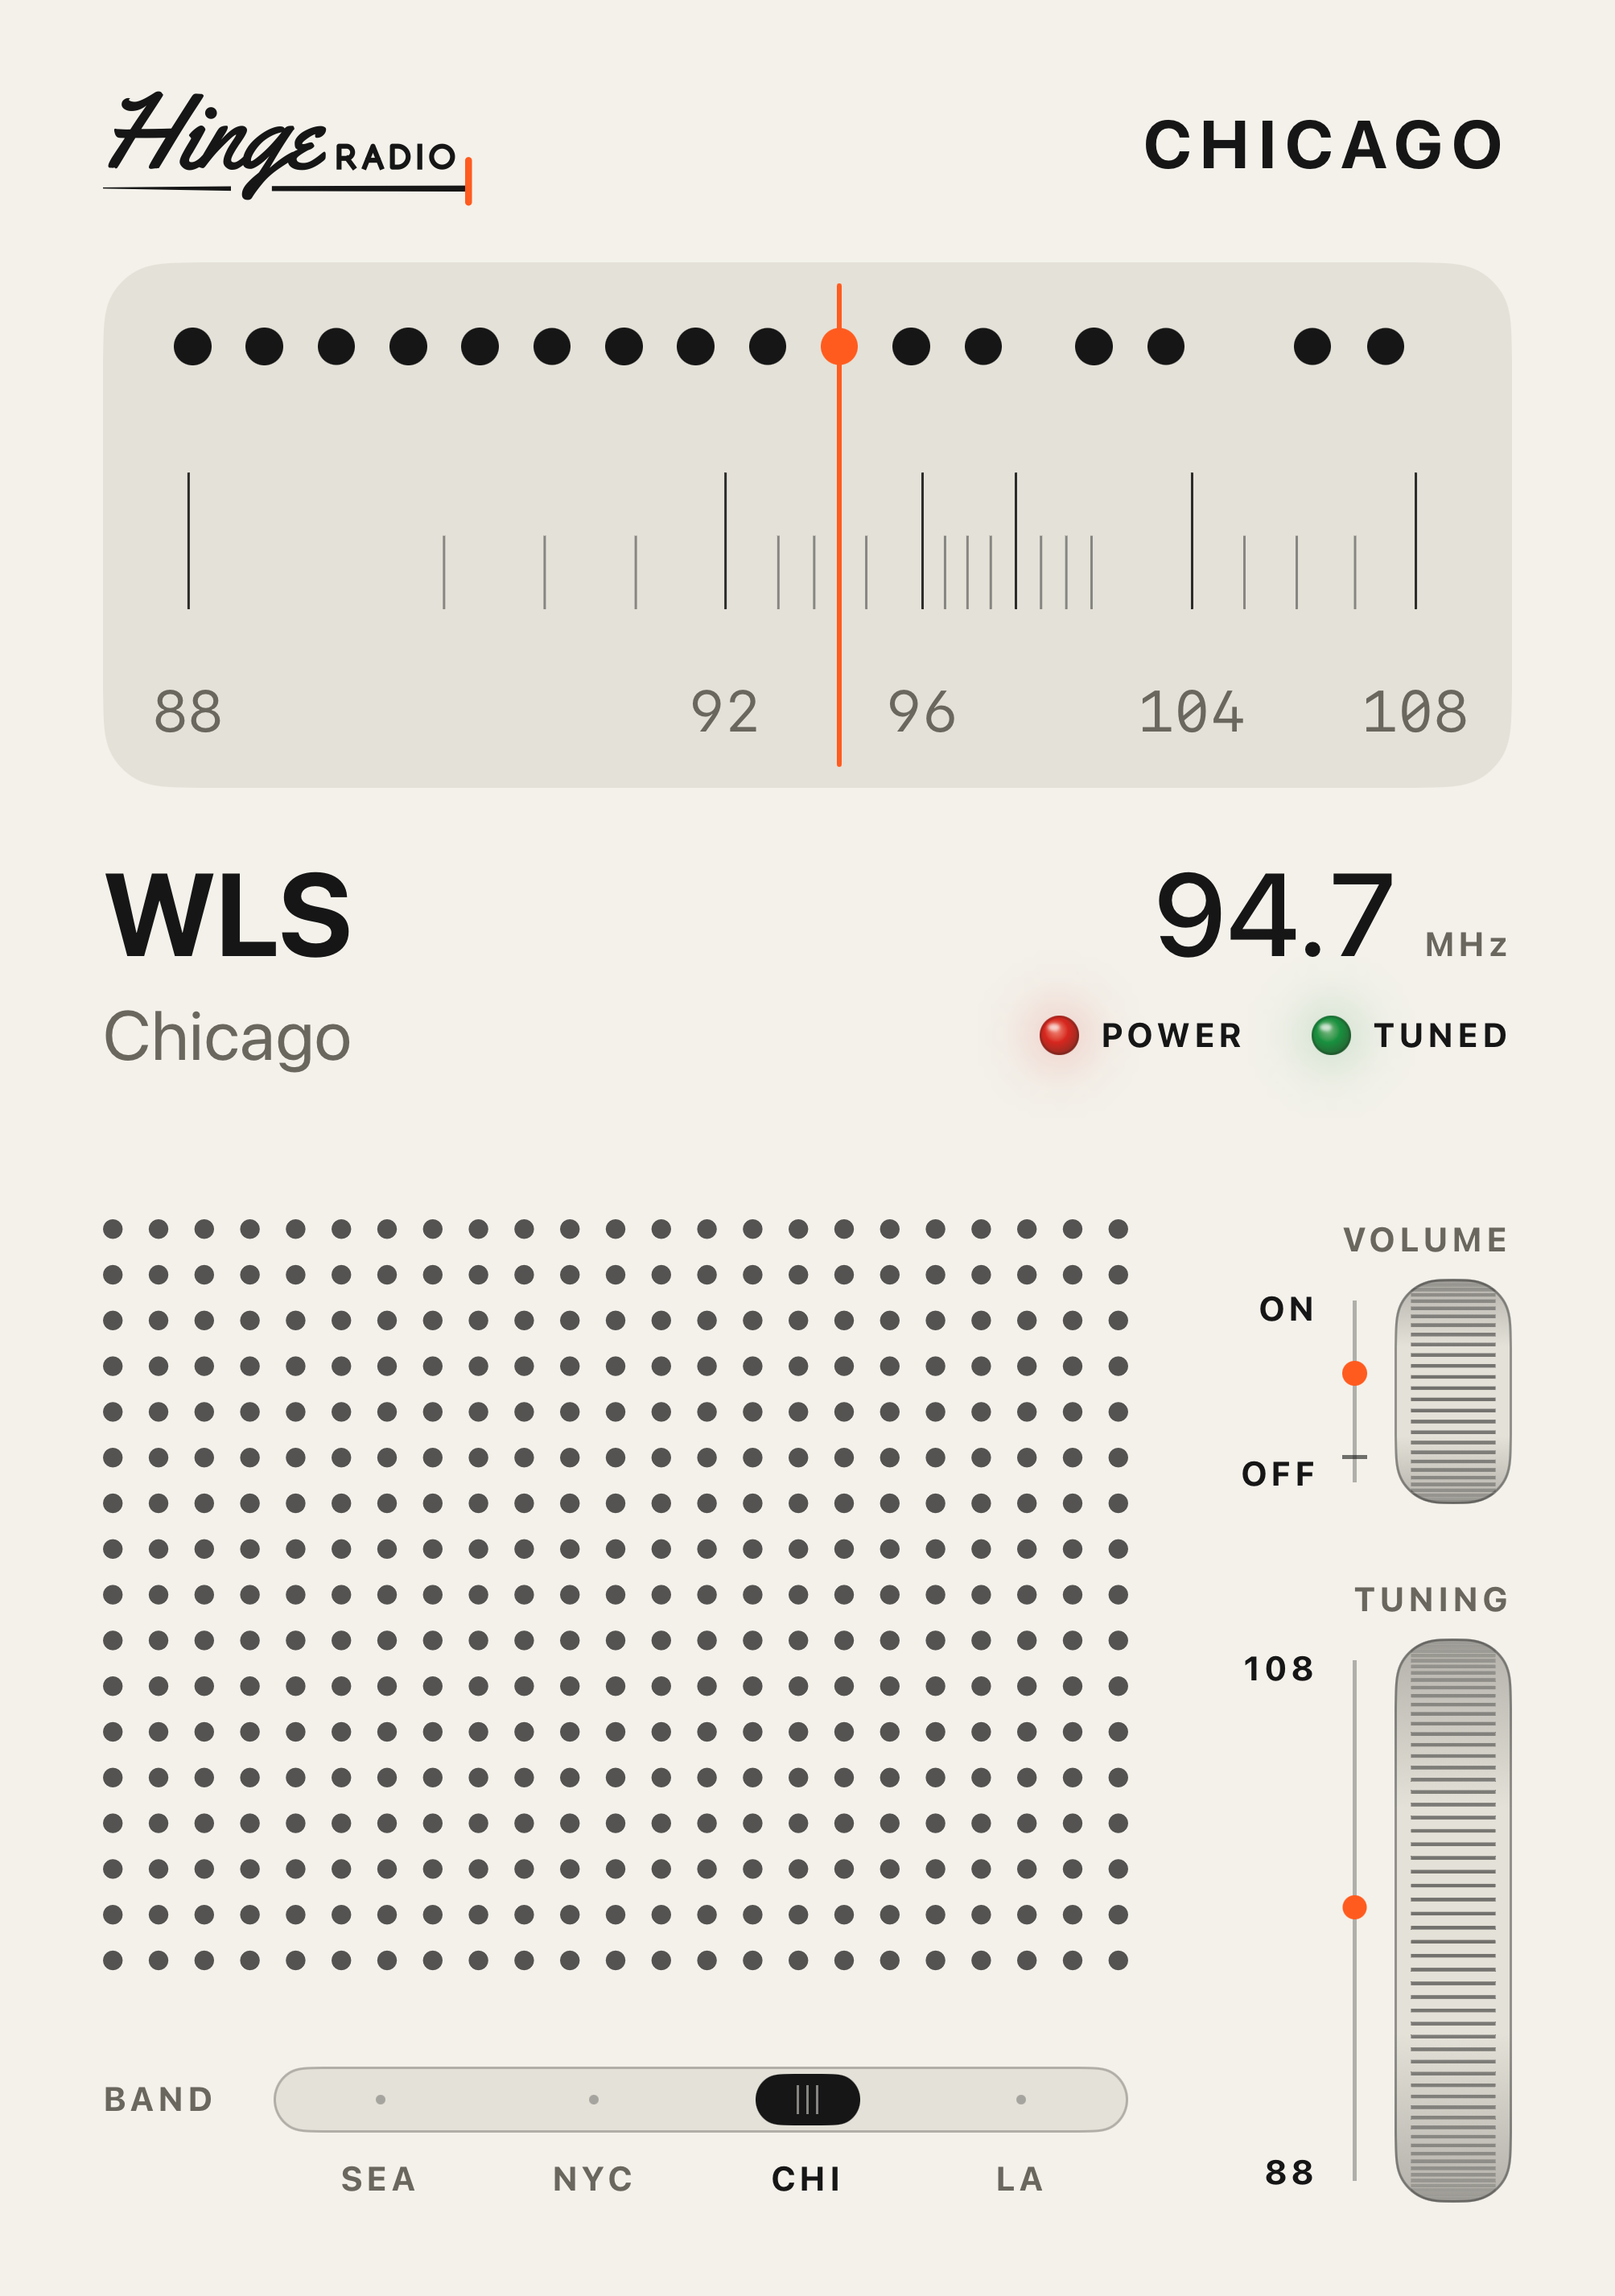 Hinge RADIO
CHICAGO
88 92 96 104 108
WLS
94.7 MHz
Chicago
POWER TUNED
VOLUME
ON
OFF
TUNING
108
88
BAND
SEA NYC CHI LA